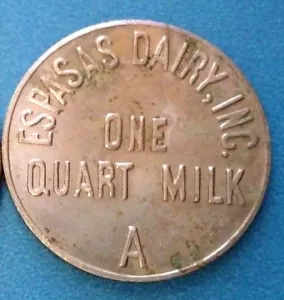 ESPASAS DAIRY, INC.
ONE
QUART MILK
A